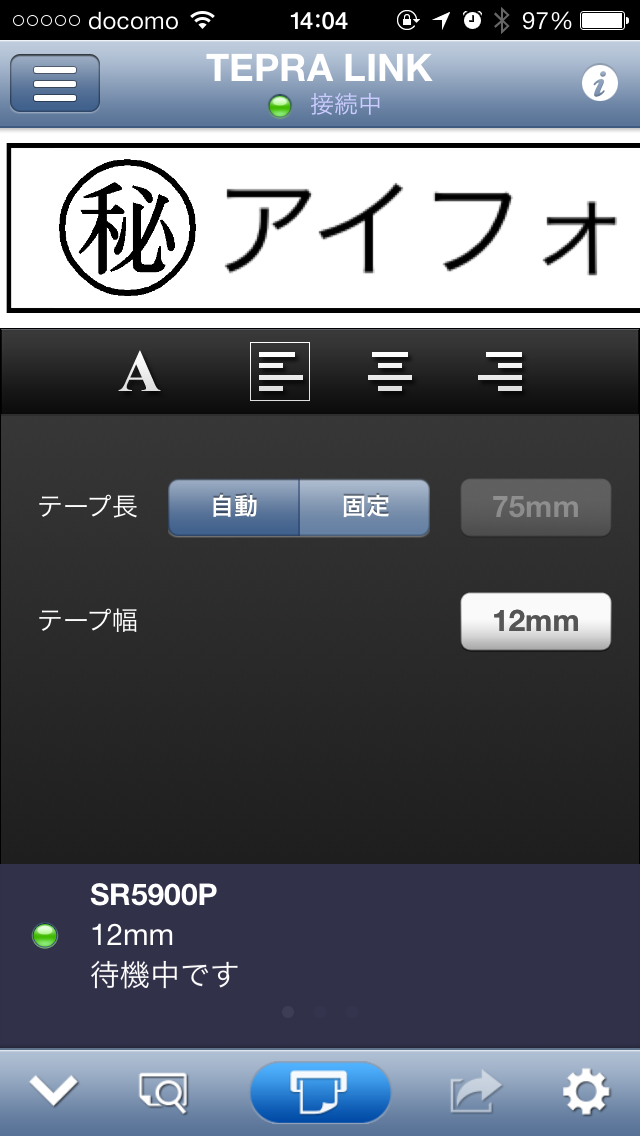 docomo 14:04 97%
TEPRA LINK
接続中
㊙アイフォ
A
テープ長 自動 固定 75mm
テープ幅 12mm
SR5900P
12mm
待機中です